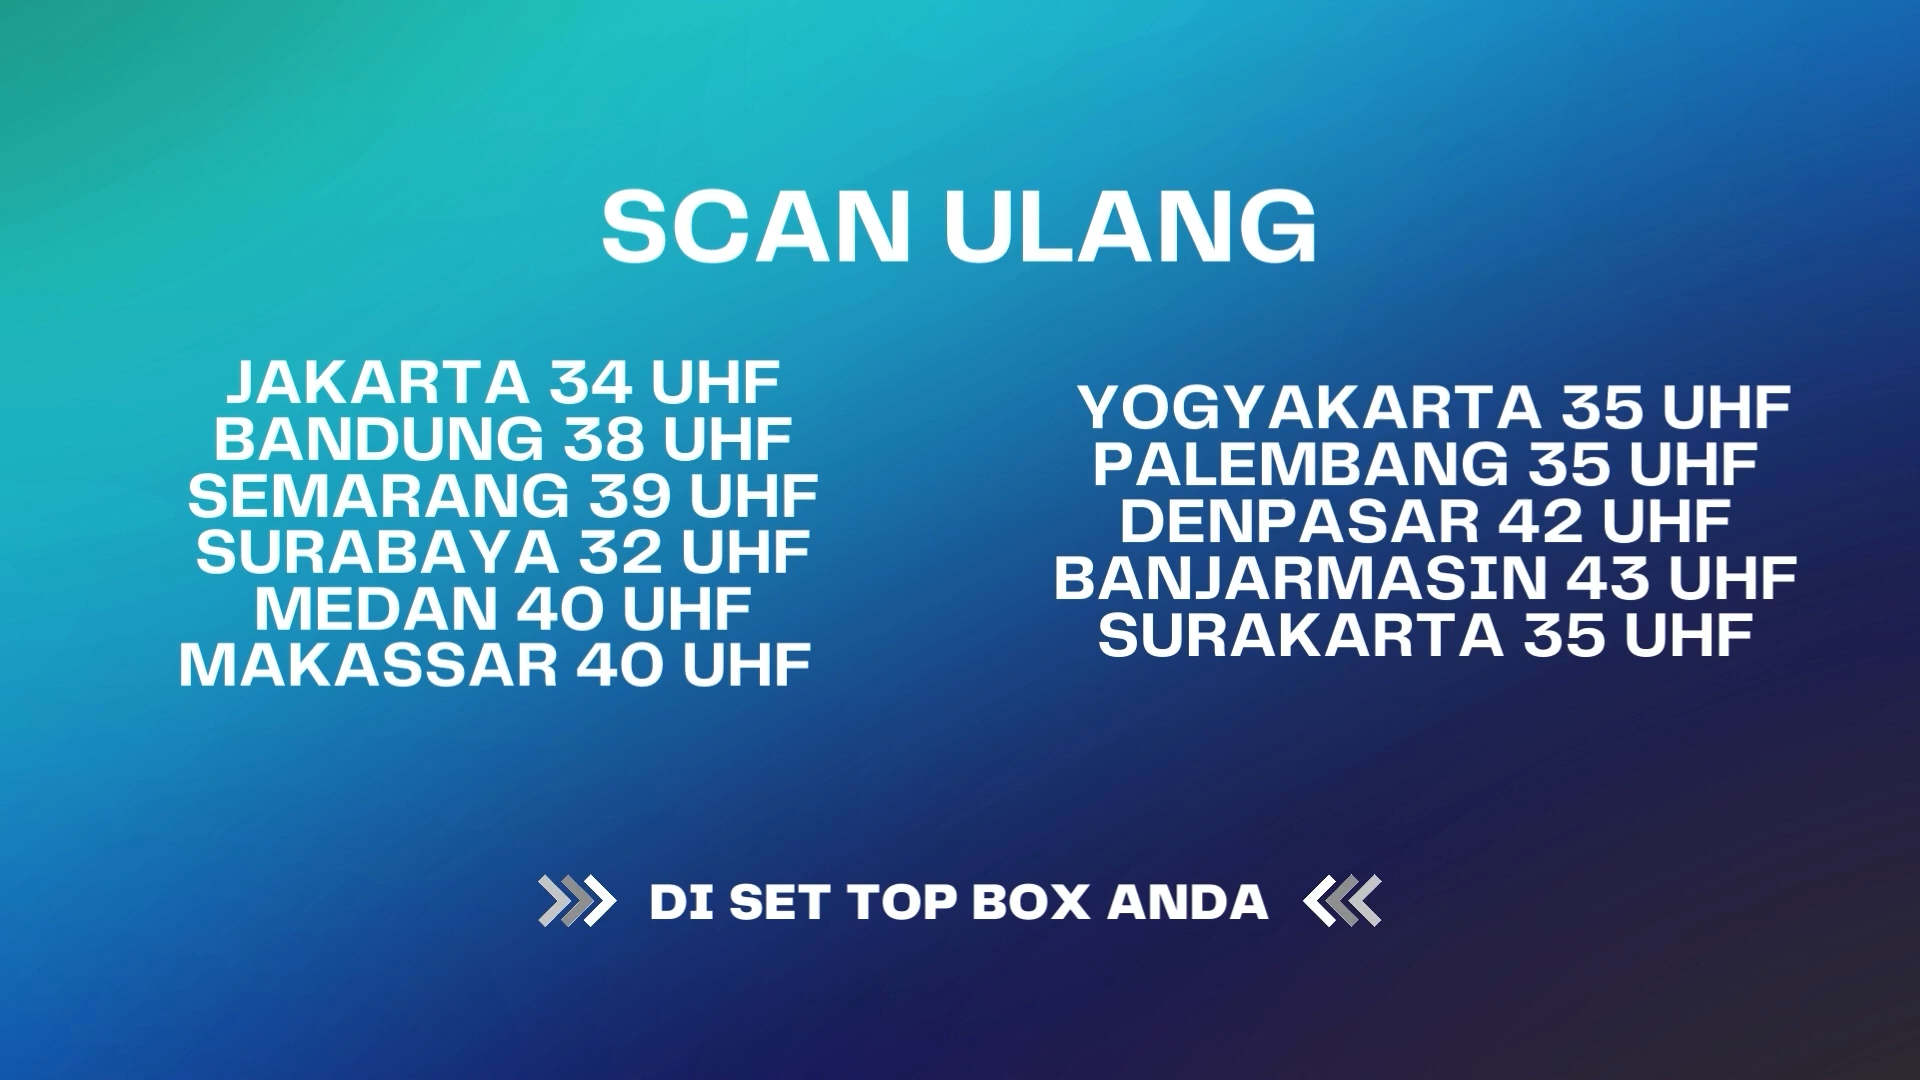 SCAN ULANG
JAKARTA 34 UHF
BANDUNG 38 UHF
SEMARANG 39 UHF
SURABAYA 32 UHF
MEDAN 40 UHF
MAKASSAR 40 UHF
YOGYAKARTA 35 UHF
PALEMBANG 35 UHF
DENPASAR 42 UHF
BANJARMASIN 43 UHF
SURAKARTA 35 UHF
DI SET TOP BOX ANDA